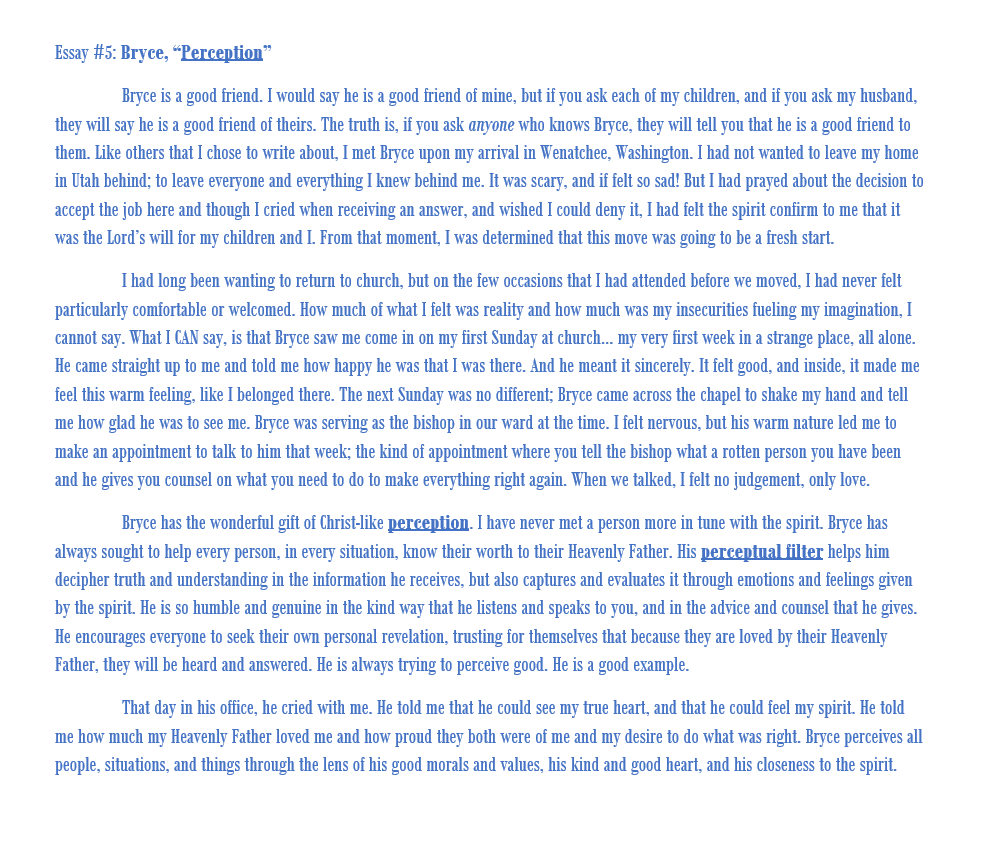 Essay #5: Bryce, “Perception”
Bryce is a good friend. I would say he is a good friend of mine, but if you ask each of my children, and if you ask my husband,
they will say he is a good friend of theirs. The truth is, if you ask anyone who knows Bryce, they will tell you that he is a good friend to
them. Like others that I chose to write about, I met Bryce upon my arrival in Wenatchee, Washington. I had not wanted to leave my home
in Utah behind; to leave everyone and everything I knew behind me. It was scary, and if felt so sad! But I had prayed about the decision to
accept the job here and though I cried when receiving an answer, and wished I could deny it, I had felt the spirit confirm to me that it
was the Lord’s will for my children and I. From that moment, I was determined that this move was going to be a fresh start.
I had long been wanting to return to church, but on the few occasions that I had attended before we moved, I had never felt
particularly comfortable or welcomed. How much of what I felt was reality and how much was my insecurities fueling my imagination, I
cannot say. What I CAN say, is that Bryce saw me come in on my first Sunday at church... my very first week in a strange place, all alone.
He came straight up to me and told me how happy he was that I was there. And he meant it sincerely. It felt good, and inside, it made me
feel this warm feeling, like I belonged there. The next Sunday was no different; Bryce came across the chapel to shake my hand and tell
me how glad he was to see me. Bryce was serving as the bishop in our ward at the time. I felt nervous, but his warm nature led me to
make an appointment to talk to him that week; the kind of appointment where you tell the bishop what a rotten person you have been
and he gives you counsel on what you need to do to make everything right again. When we talked, I felt no judgement, only love.
Bryce has the wonderful gift of Christ-like perception. I have never met a person more in tune with the spirit. Bryce has
always sought to help every person, in every situation, know their worth to their Heavenly Father. His perceptual filter helps him
decipher truth and understanding in the information he receives, but also captures and evaluates it through emotions and feelings given
by the spirit. He is so humble and genuine in the kind way that he listens and speaks to you, and in the advice and counsel that he gives.
He encourages everyone to seek their own personal revelation, trusting for themselves that because they are loved by their Heavenly
Father, they will be heard and answered. He is always trying to perceive good. He is a good example.
That day in his office, he cried with me. He told me that he could see my true heart, and that he could feel my spirit. He told
me how much my Heavenly Father loved me and how proud they both were of me and my desire to do what was right. Bryce perceives all
people, situations, and things through the lens of his good morals and values, his kind and good heart, and his closeness to the spirit.